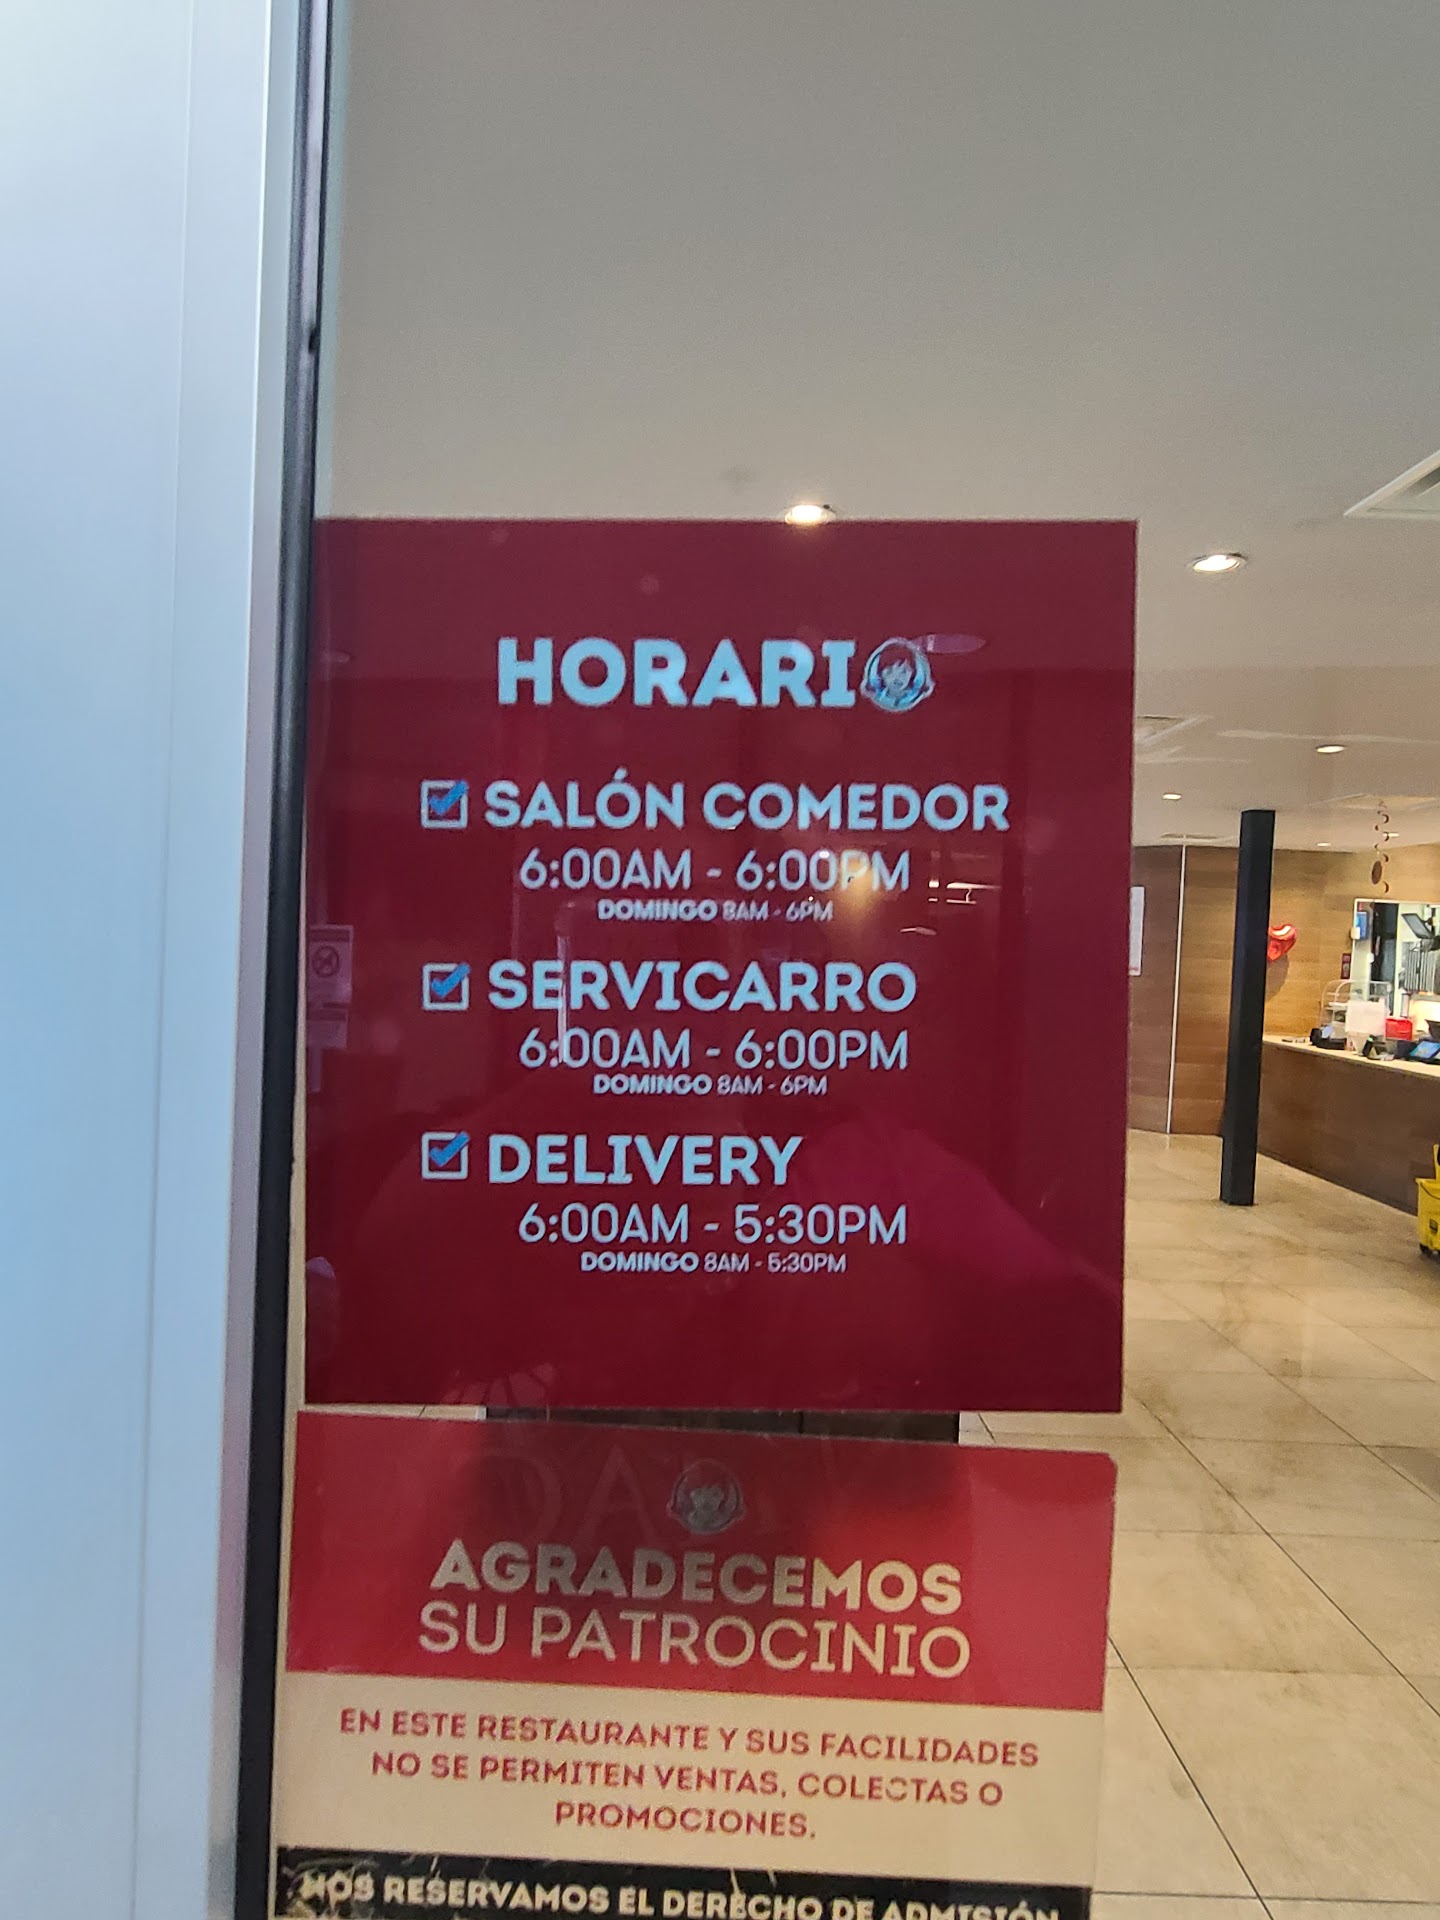 HORARIO
SALÓN COMEDOR
6:00AM - 6:00PM
DOMINGO 8AM - 6PM
SERVICARRO
6:00AM - 6:00PM
DOMINGO 8AM - 6PM
DELIVERY
6:00AM - 5:30PM
DOMINGO 8AM - 5:30PM
AGRADECEMOS
SU PATROCINIO
EN ESTE RESTAURANTE Y SUS FACILIDADES
NO SE PERMITEN VENTAS, COLECTAS O
PROMOCIONES.
NOS RESERVAMOS EL DERECHO DE ADMISIÓN